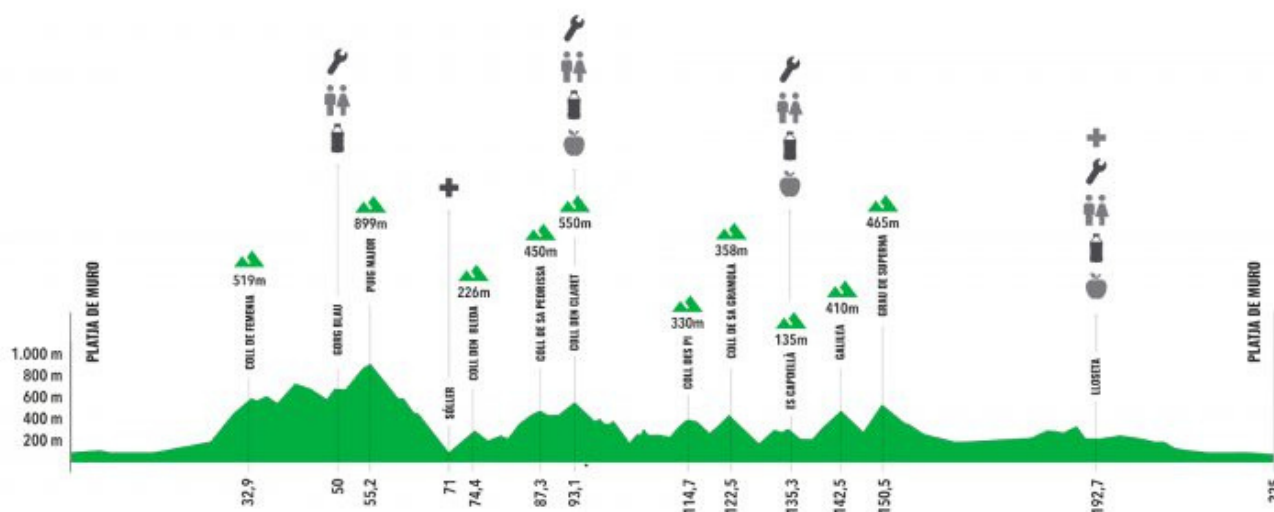 PLATJA DE MURO
1.000 m
800 m
600 m
400 m
200 m
519m
COLL DE FEMENIA
GORG BLAU
899m
PUIG MAJOR
SÓLLER
226m
COLL DEN BLEDA
450m
COLL DE SA PEDRISSA
550m
COLL DEN CLARET
330m
COLL DES PI
358m
COLL DE SA GRAMOLA
135m
ES CAPDELLÀ
410m
GALILEA
465m
GRAU DE SUPERNA
LLOSETA
PLATJA DE MURO
32,9
50
55,2
71
74,4
87,3
93,1
114,7
122,5
135,3
142,5
150,5
192,7